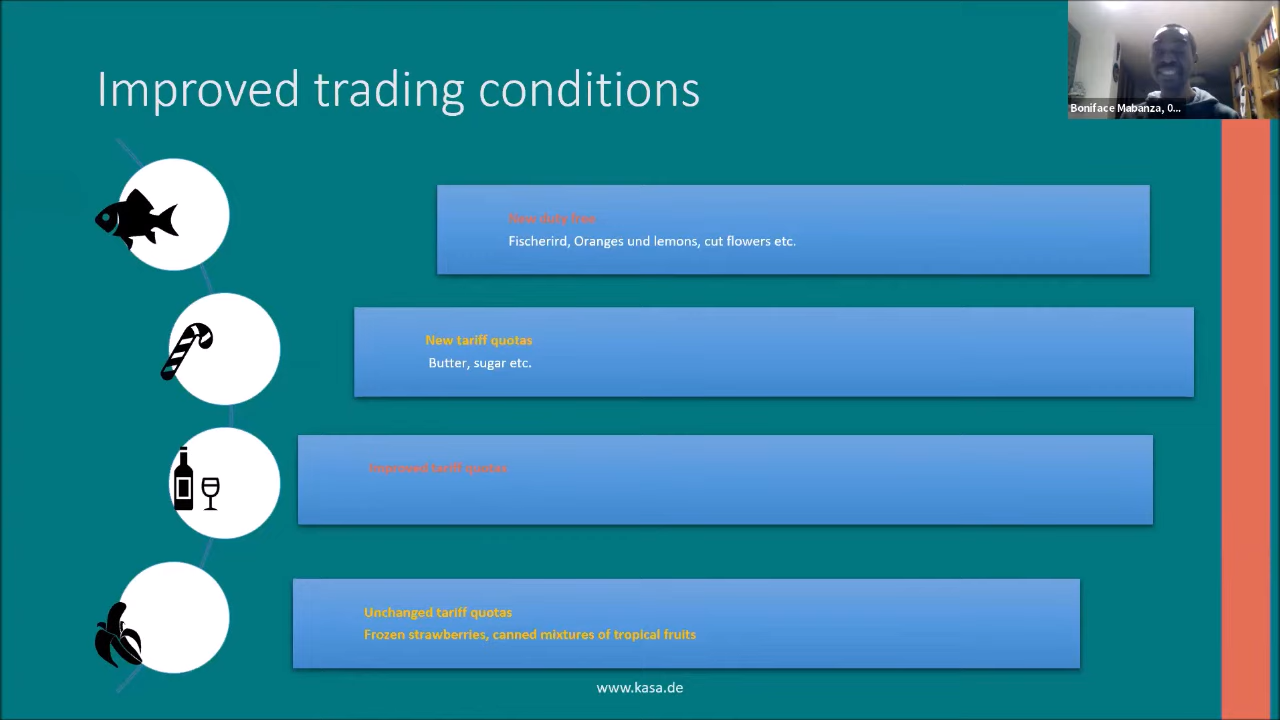 Improved trading conditions
Boniface Mabanza, 0...
New duty free
Fischerird, Oranges und lemons, cut flowers etc.
New tariff quotas
Butter, sugar etc.
Improved tariff quotas
Unchanged tariff quotas
Frozen strawberries, canned mixtures of tropical fruits
www.kasa.de